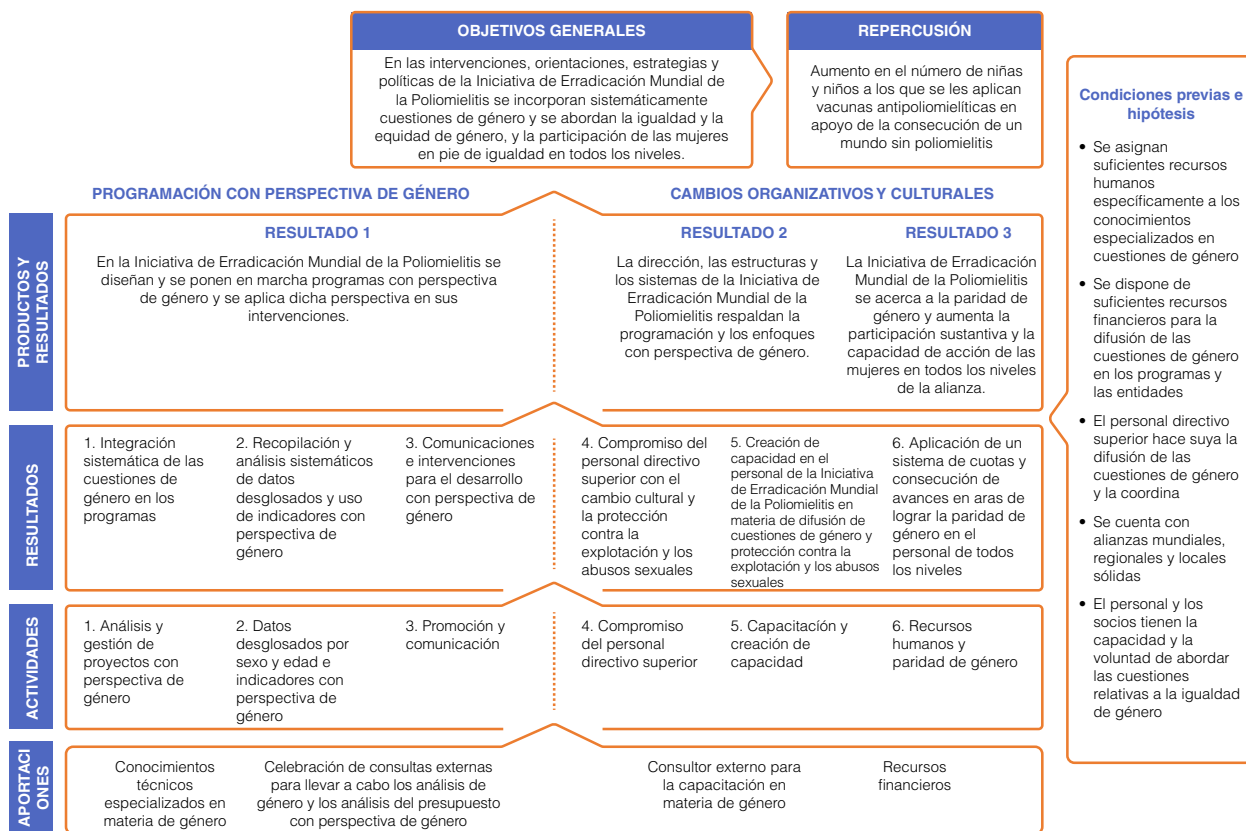 OBJETIVOS GENERALES
En las intervenciones, orientaciones, estrategias y
políticas de la Iniciativa de Erradicación Mundial de
la Poliomielitis se incorporan sistemáticamente
cuestiones de género y se abordan la igualdad y la
equidad de género, y la participación de las mujeres
en pie de igualdad en todos los niveles.
REPERCUSIÓN
Aumento en el número de niñas
y niños a los que se les aplican
vacunas antipoliomielíticas en
apoyo de la consecución de un
mundo sin poliomielitis
PROGRAMACIÓN CON PERSPECTIVA DE GÉNERO
CAMBIOS ORGANIZATIVOS Y CULTURALES
PRODUCTOS Y
RESULTADOS
RESULTADO 1
En la Iniciativa de Erradicación Mundial de la Poliomielitis se
diseñan y se ponen en marcha programas con perspectiva
de género y se aplica dicha perspectiva en sus
intervenciones.
RESULTADO 2
La dirección, las estructuras y
los sistemas de la Iniciativa de
Erradicación Mundial de la
Poliomielitis respaldan la
programación y los enfoques
con perspectiva de género.
RESULTADO 3
La Iniciativa de Erradicación
Mundial de la Poliomielitis
se acerca a la paridad de
género y aumenta la
participación sustantiva y la
capacidad de acción de las
mujeres en todos los niveles
de la alianza.
RESULTADOS
1. Integración
sistemática de las
cuestiones de
género en los
programas
2. Recopilación y
análisis sistemáticos
de datos
desglosados y uso
de indicadores con
perspectiva de
género
3. Comunicaciones
e intervenciones
para el desarrollo
con perspectiva de
género
4. Compromiso del
personal directivo
superior con el
cambio cultural y
la protección
contra la
explotación y los
abusos sexuales
5. Creación de
capacidad en el
personal de la Iniciativa
de Erradicación Mundial
de la Poliomielitis en
materia de difusión de
cuestiones de género y
protección contra la
explotación y los abusos
sexuales
6. Aplicación de un
sistema de cuotas y
consecución de
avances en aras de
lograr la paridad de
género en el
personal de todos
los niveles
ACTIVIDADES
1. Análisis y
gestión de
proyectos con
perspectiva de
género
2. Datos
desglosados por
sexo y edad e
indicadores con
perspectiva de
género
3. Promoción y
comunicación
4. Compromiso
del personal
directivo superior
5. Capacitación y
creación de
capacidad
6. Recursos
humanos y
paridad de género
APORTACI
ONES
Conocimientos
técnicos
especializados en
materia de género
Celebración de consultas externas
para llevar a cabo los análisis de
género y los análisis del presupuesto
con perspectiva de género
Consultor externo para
la capacitación en
materia de género
Recursos
financieros
Condiciones previas e
hipótesis
• Se asignan
suficientes recursos
humanos
específicamente a los
conocimientos
especializados en
cuestiones de género
• Se dispone de
suficientes recursos
financieros para la
difusión de las
cuestiones de género
en los programas y
las entidades
• El personal directivo
superior hace suya la
difusión de las
cuestiones de género
y la coordina
• Se cuenta con
alianzas mundiales,
regionales y locales
sólidas
• El personal y los
socios tienen la
capacidad y la
voluntad de abordar
las cuestiones
relativas a la igualdad
de género